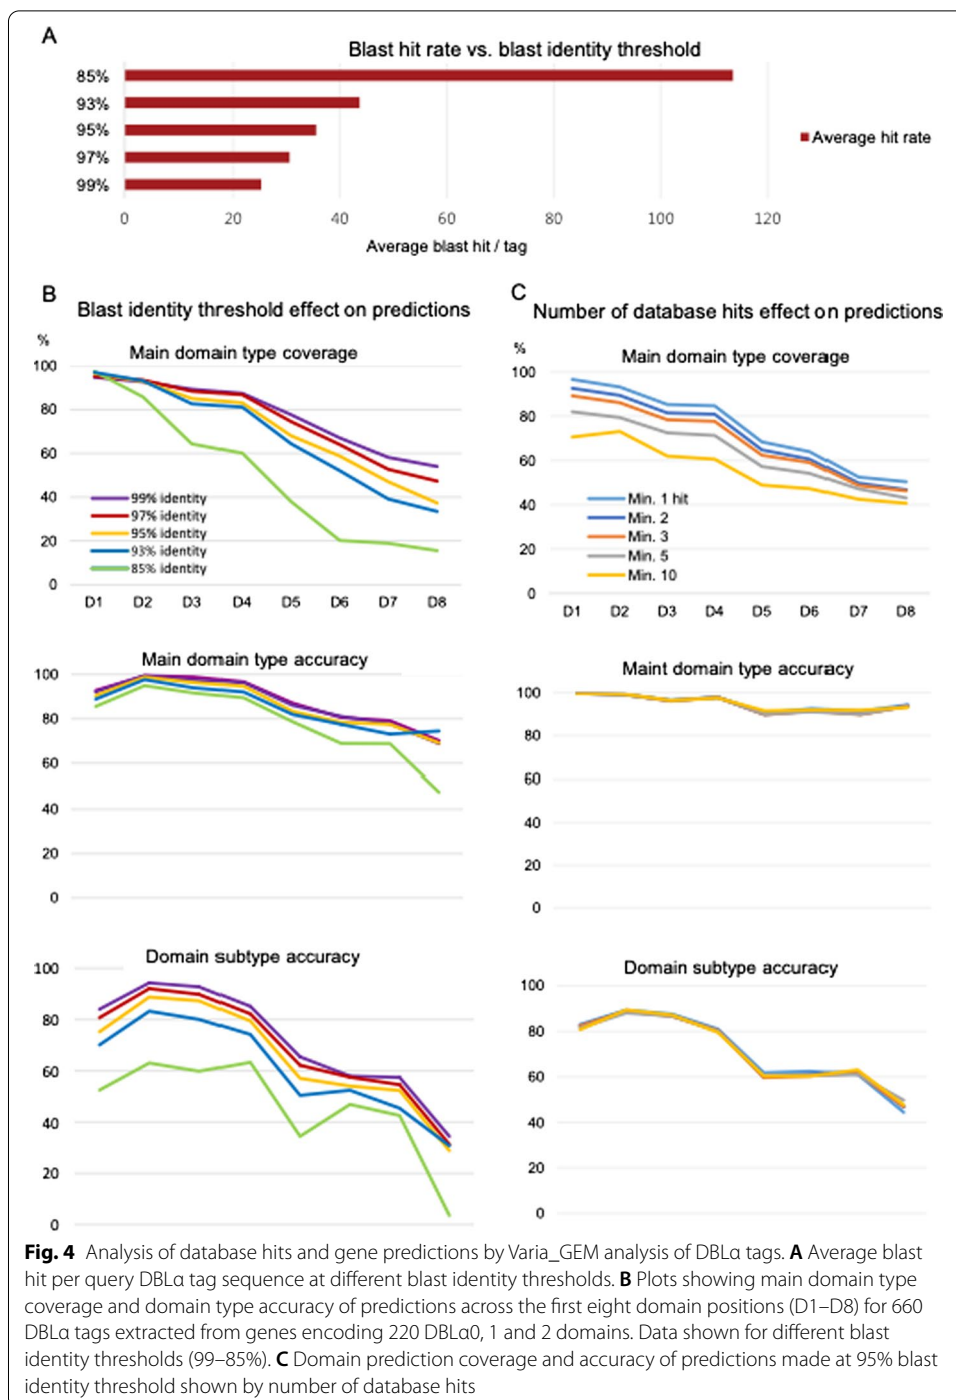 A
Blast hit rate vs. blast identity threshold
85%
93%
95%
97%
99%
Average hit rate
0 20 40 60 80 100 120
Average blast hit / tag
B
Blast identity threshold effect on predictions
%
Main domain type coverage
100
80
60
40
20
0
99% identity
97% identity
95% identity
93% identity
85% identity
D1 D2 D3 D4 D5 D6 D7 D8
Main domain type accuracy
100
80
60
40
20
0
Domain subtype accuracy
100
80
60
40
20
0
C
Number of database hits effect on predictions
%
Main domain type coverage
100
80
60
40
20
0
Min. 1 hit
Min. 2
Min. 3
Min. 5
Min. 10
D1 D2 D3 D4 D5 D6 D7 D8
Maint domain type accuracy
100
80
60
40
20
0
Domain subtype accuracy
100
80
60
40
20
0
Fig. 4 Analysis of database hits and gene predictions by Varia_GEM analysis of DBLα tags. A Average blast
hit per query DBLα tag sequence at different blast identity thresholds. B Plots showing main domain type
coverage and domain type accuracy of predictions across the first eight domain positions (D1–D8) for 660
DBLα tags extracted from genes encoding 220 DBLα0, 1 and 2 domains. Data shown for different blast
identity thresholds (99–85%). C Domain prediction coverage and accuracy of predictions made at 95% blast
identity threshold shown by number of database hits